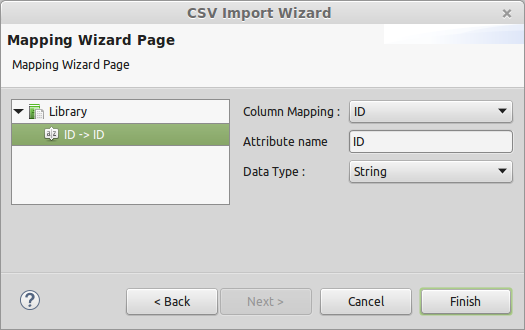 CSV Import Wizard
Mapping Wizard Page
Mapping Wizard Page
Library
ID -> ID
Column Mapping : ID
Attribute name ID
Data Type : String
< Back Next > Cancel Finish